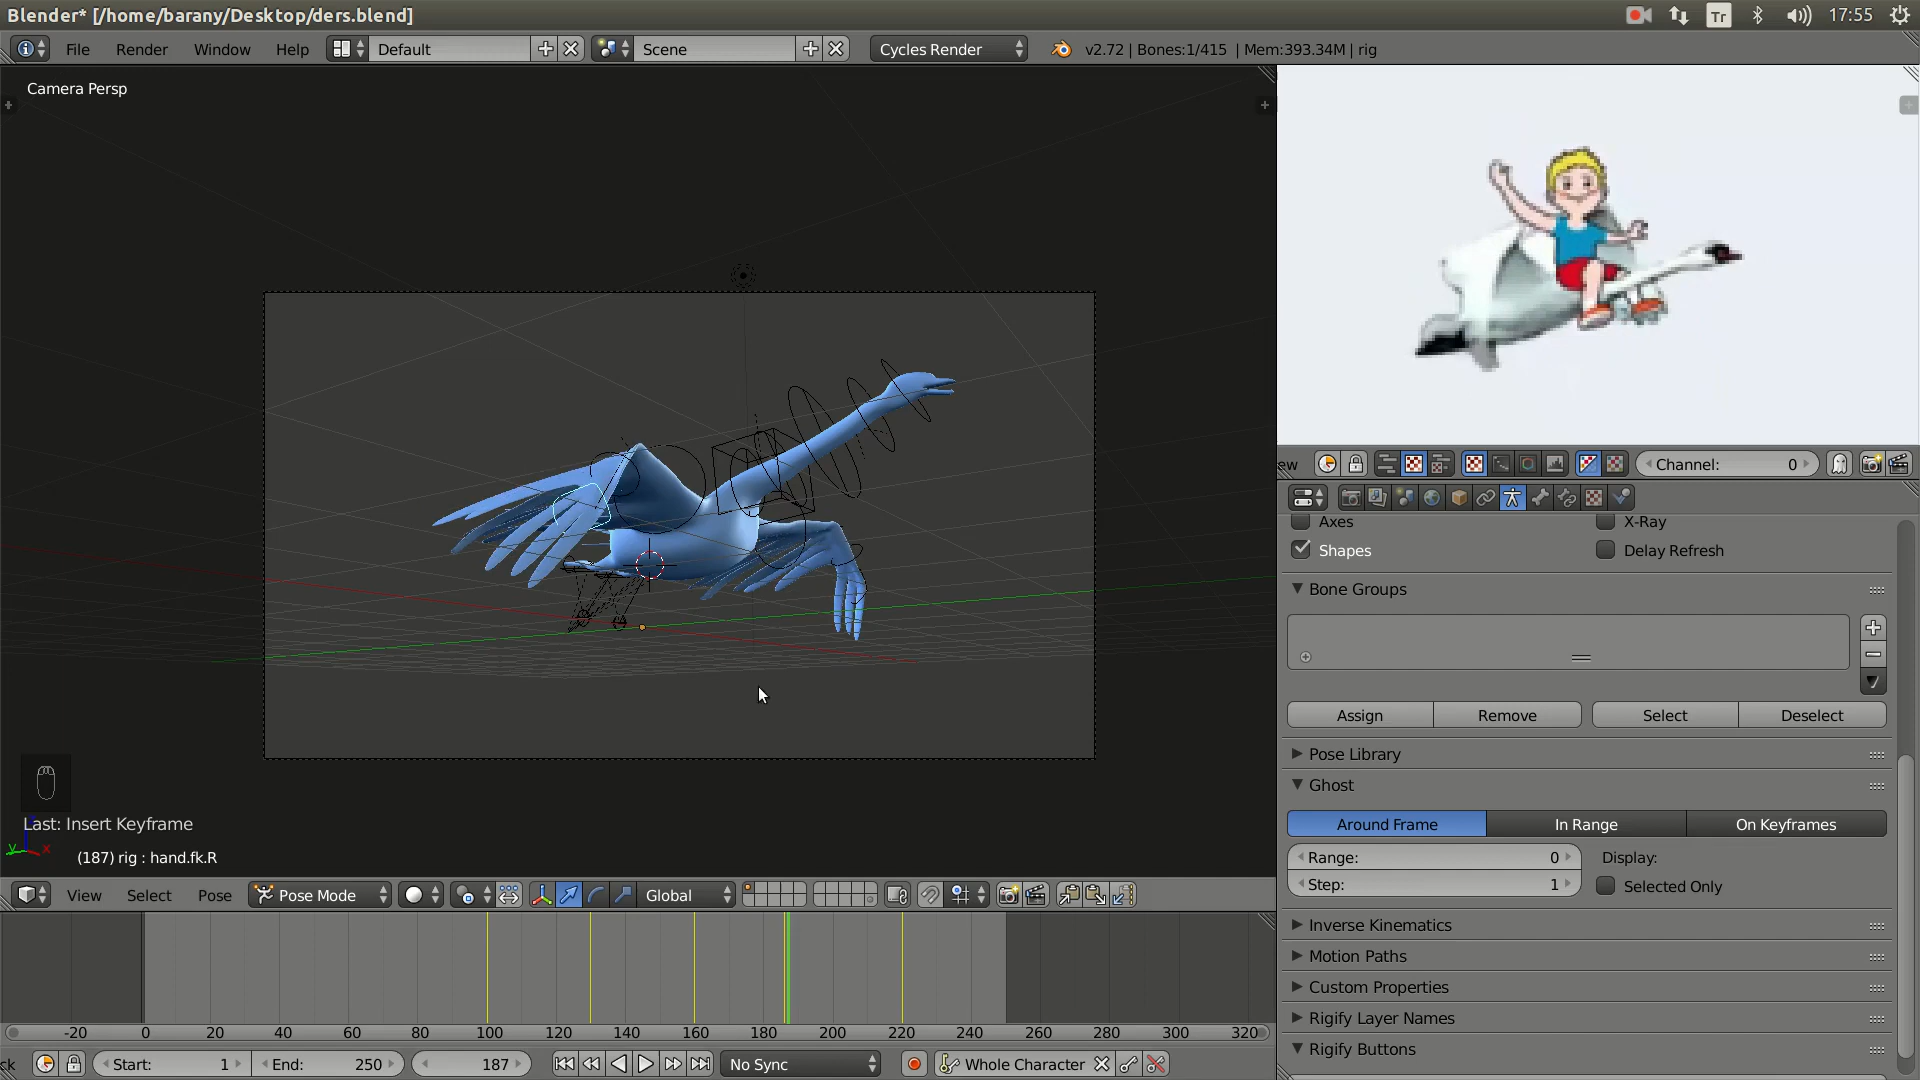 Blender* [/home/barany/Desktop/ders.blend]
Tr
17:55
File Render Window Help Default Scene Cycles Render v2.72 | Bones:1/415 | Mem:393.34M | rig
Camera Persp
ew Channel: 0
Axes X-Ray
Shapes Delay Refresh
Bone Groups
Assign Remove Select Deselect
Pose Library
Ghost
Around Frame In Range On Keyframes
Range: 0 Display:
Step: 1 Selected Only
Inverse Kinematics
Motion Paths
Custom Properties
Rigify Layer Names
Rigify Buttons
Last: Insert Keyframe
(187) rig : hand.fk.R
View Select Pose Pose Mode Global
-20 0 20 40 60 80 100 120 140 160 180 200 220 240 260 280 300 320
ck Start: 1 End: 250 187 No Sync Whole Character